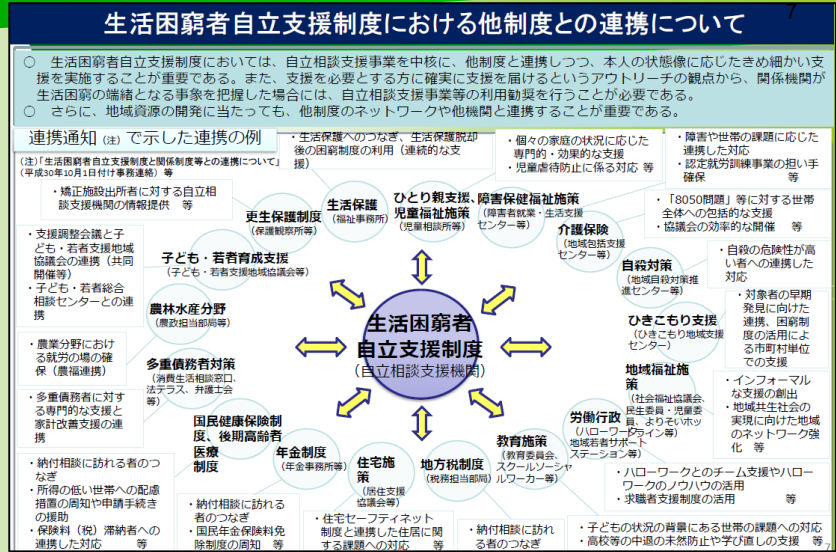 生活困窮者自立支援制度における他制度との連携について
7
○ 生活困窮者自立支援制度においては、自立相談支援事業を中核に、他制度と連携しつつ、本人の状態像に応じたきめ細かい支
援を実施することが重要である。また、支援を必要とする方に確実に支援を届けるというアウトリーチの観点から、関係機関が
生活困窮の端緒となる事象を把握した場合には、自立相談支援事業等の利用勧奨を行うことが必要である。
○ さらに、地域資源の開発に当たっても、他制度のネットワークや他機関と連携することが重要である。
連携通知(注)で示した連携の例
(注)「生活困窮者自立支援制度と関係制度等との連携について」
(平成30年10月1日付け事務連絡)等
・生活保護へのつなぎ、生活保護脱却
後の困窮制度の利用(連続的な支
援)
・個々の家庭の状況に応じた
専門的・効果的な支援
・児童虐待防止に係る対応 等
・障害や世帯の課題に応じた
連携した対応
・認定就労訓練事業の担い手
確保 等
・矯正施設出所者に対する自立相
談支援機関の情報提供 等
更生保護制度
(保護観察所等)
生活保護
(福祉事務所)
ひとり親支援、
児童福祉施策
(児童相談所等)
障害保健福祉施策
(障害者就業・生活支援
センター等)
介護保険
(地域包括支援
センター等)
・「8050問題」等に対する世帯
全体への包括的な支援
・協議会の効率的な開催 等
・支援調整会議と子
ども・若者支援地域
協議会の連携(共同
開催等)
・子ども・若者総合
相談センターとの連
携
子ども・若者育成支援
(子ども・若者支援地域協議会等)
自殺対策
(地域自殺対策推
進センター等)
・自殺の危険性が高
い者への連携した
対応
農林水産分野
(農政担当部局等)
生活困窮者
自立支援制度
(自立相談支援機関)
ひきこもり支援
(ひきこもり地域支援
センター)
・対象者の早期
発見に向けた
連携、困窮制
度の活用によ
る市町村単位
での支援
・農業分野におけ
る就労の場の確
保(農福連携)
多重債務者対策
(消費生活相談窓口、
法テラス、弁護士会
等)
地域福祉施
策
(社会福祉協議会、
民生委員・児童委
員、よりそいホッ
トライン等)
・インフォーマル
な支援の創出
・地域共生社会の
実現に向けた地域
のネットワーク強
化 等
・多重債務者に対す
る専門的な支援と
家計改善支援の連
携
国民健康保険制
度、後期高齢者
医療
制度
年金制度
(年金事務所等)
住宅施
策
(居住支援
協議会等)
地方税制度
(税務担当部局)
教育施策
(教育委員会、
スクールソーシャ
ルワーカー等)
労働行政
(ハローワーク、
地域若者サポート
ステーション等)
・ハローワークとのチーム支援やハロー
ワークのノウハウの活用
・求職者支援制度の活用 等
・納付相談に訪れる者のつ
なぎ
・所得の低い世帯への配慮
措置の周知や申請手続き
の援助
・保険料(税)滞納者への
連携した対応 等
・納付相談に訪れる
者のつなぎ
・国民年金保険料免
除制度の周知 等
・住宅セーフティネット
制度と連携した住居に関
する課題への対応 等
・納付相談に訪れ
る者のつなぎ
・子どもの状況の背景にある世帯の課題への対応
・高校等の中退の未然防止や学び直しの支援 等
7